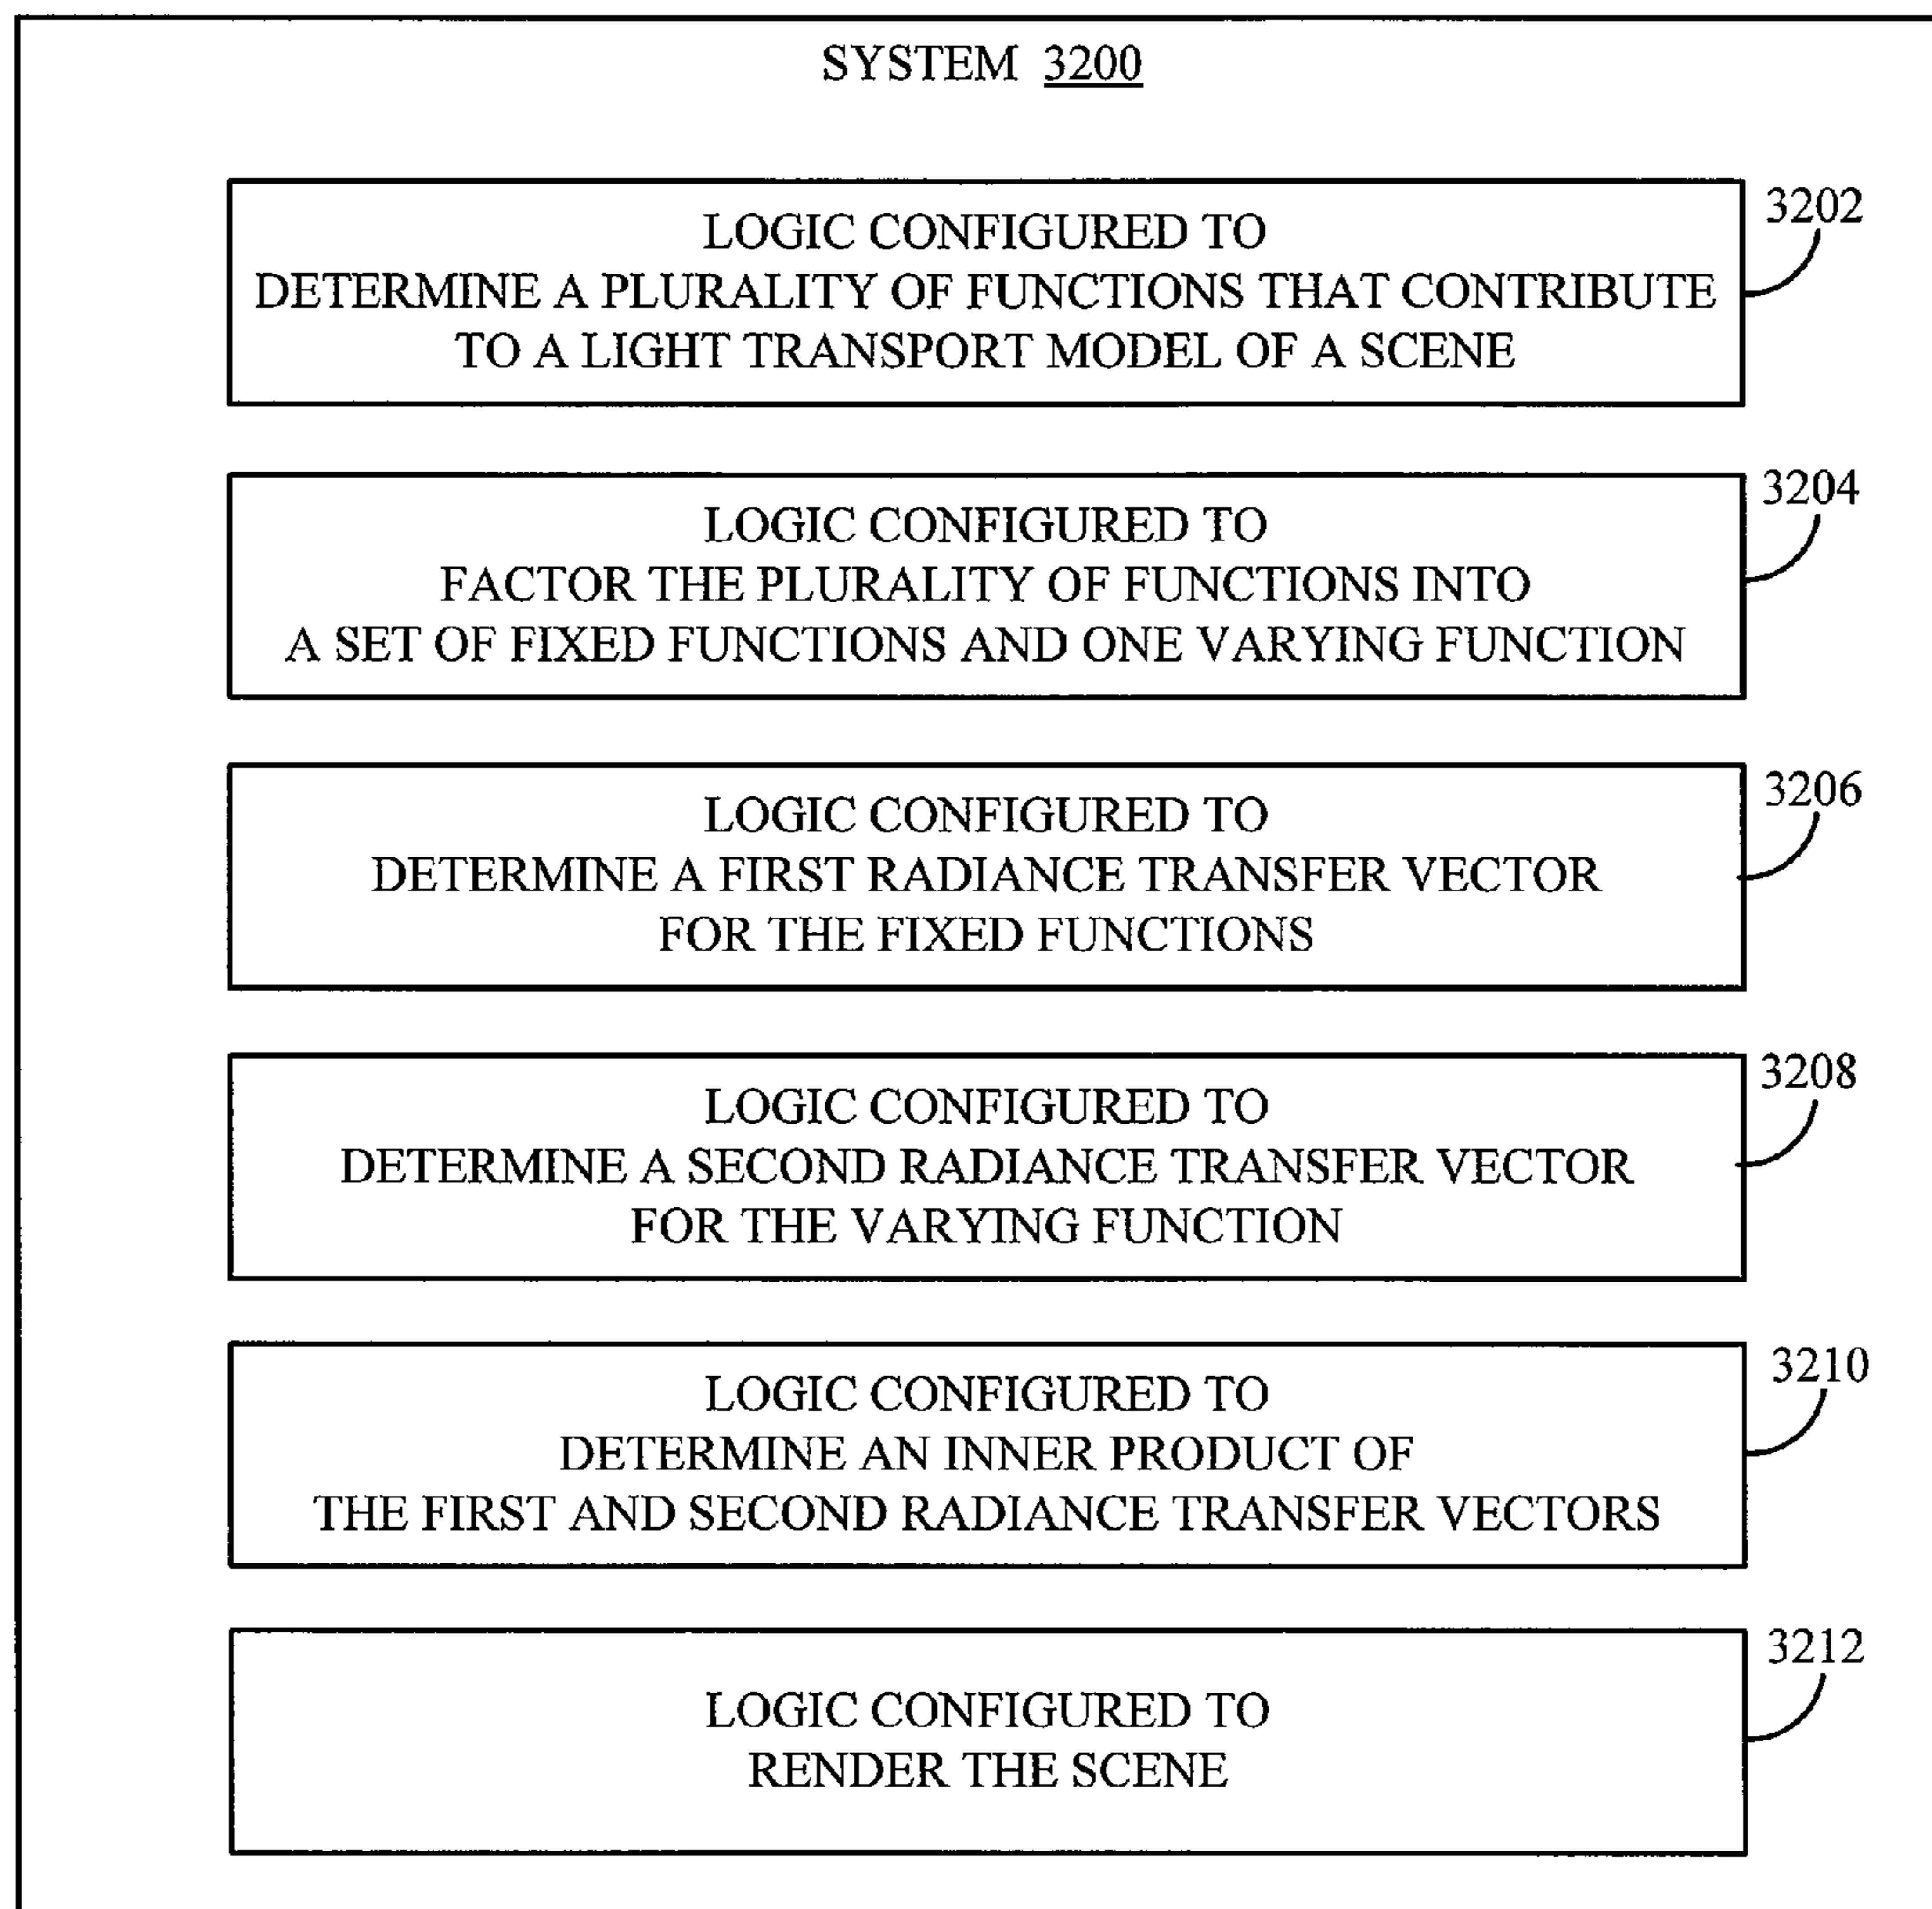 SYSTEM 3200
3202
LOGIC CONFIGURED TO
DETERMINE A PLURALITY OF FUNCTIONS THAT CONTRIBUTE
TO A LIGHT TRANSPORT MODEL OF A SCENE
3204
LOGIC CONFIGURED TO
FACTOR THE PLURALITY OF FUNCTIONS INTO
A SET OF FIXED FUNCTIONS AND ONE VARYING FUNCTION
3206
LOGIC CONFIGURED TO
DETERMINE A FIRST RADIANCE TRANSFER VECTOR
FOR THE FIXED FUNCTIONS
3208
LOGIC CONFIGURED TO
DETERMINE A SECOND RADIANCE TRANSFER VECTOR
FOR THE VARYING FUNCTION
3210
LOGIC CONFIGURED TO
DETERMINE AN INNER PRODUCT OF
THE FIRST AND SECOND RADIANCE TRANSFER VECTORS
3212
LOGIC CONFIGURED TO
RENDER THE SCENE